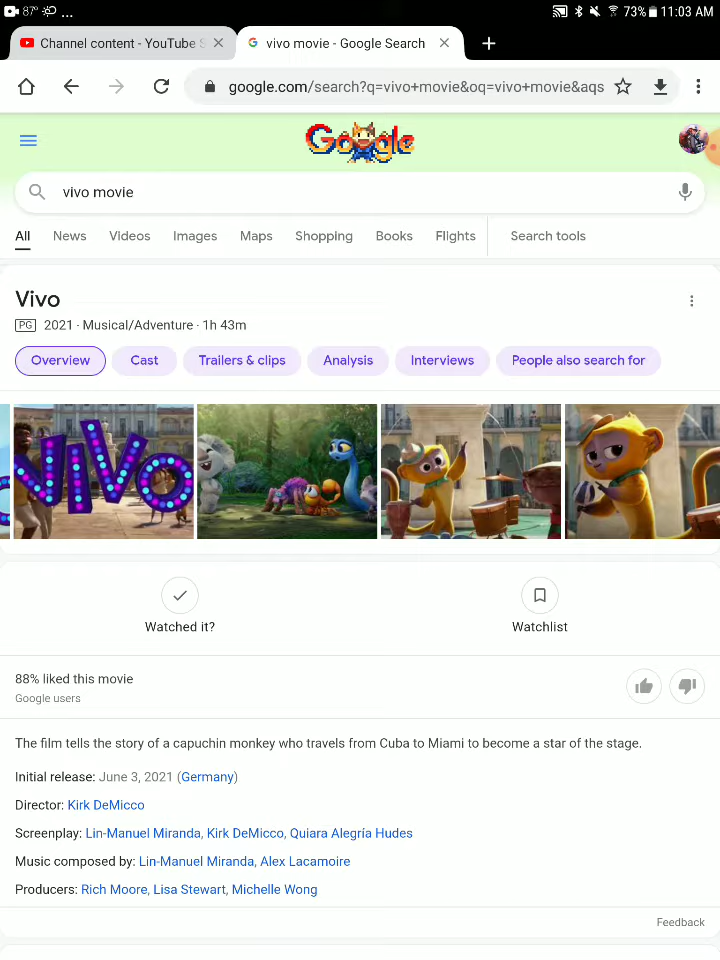 87° ... 73% 11:03 AM
Channel content - YouTube S
vivo movie - Google Search
google.com/search?q=vivo+movie&oq=vivo+movie&aqs
Google
vivo movie
All News Videos Images Maps Shopping Books Flights Search tools
Vivo
PG 2021 · Musical/Adventure · 1h 43m
Overview Cast Trailers & clips Analysis Interviews People also search for
VIVO
Watched it? Watchlist
88% liked this movie
Google users
The film tells the story of a capuchin monkey who travels from Cuba to Miami to become a star of the stage.
Initial release: June 3, 2021 (Germany)
Director: Kirk DeMicco
Screenplay: Lin-Manuel Miranda, Kirk DeMicco, Quiara Alegría Hudes
Music composed by: Lin-Manuel Miranda, Alex Lacamoire
Producers: Rich Moore, Lisa Stewart, Michelle Wong
Feedback